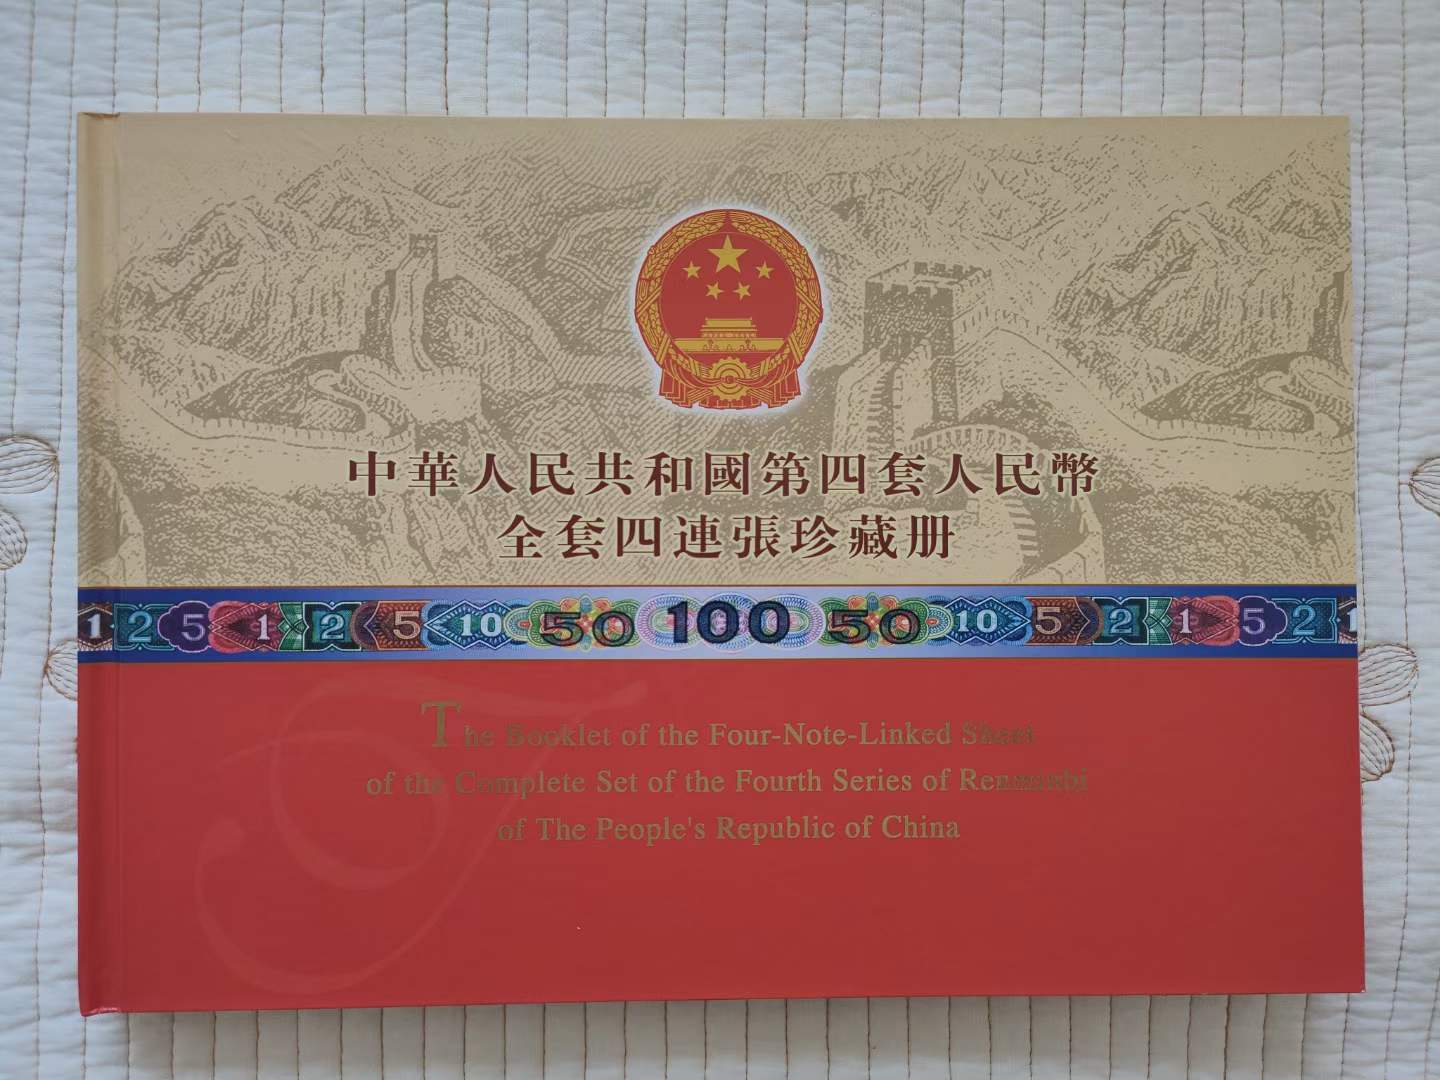 中華人民共和國第四套人民幣
全套四連張珍藏册
1 2 5 1 2 5 10 50 100 50 10 5 2 1 5 2 1
The Booklet of the Four-Note-Linked Sheet
of the Complete Set of the Fourth Series of Renminbi
of The People's Republic of China